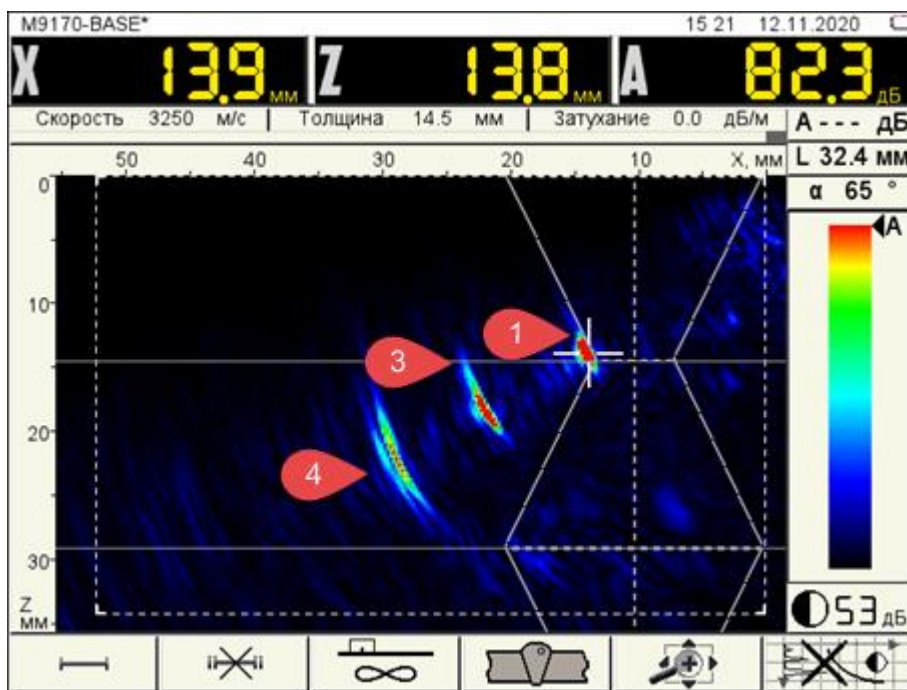 M9170-BASE* 15 21 12.11.2020
X 13.9 мм Z 13.8 мм A 82.3 дБ
Скорость 3250 м/с Толщина 14.5 мм Затухание 0.0 дБ/м A - - - дБ
50 40 30 20 10 X, мм L 32.4 мм
0 α 65 °
A
10
1
3
20
4
30
Z
мм 53 дБ